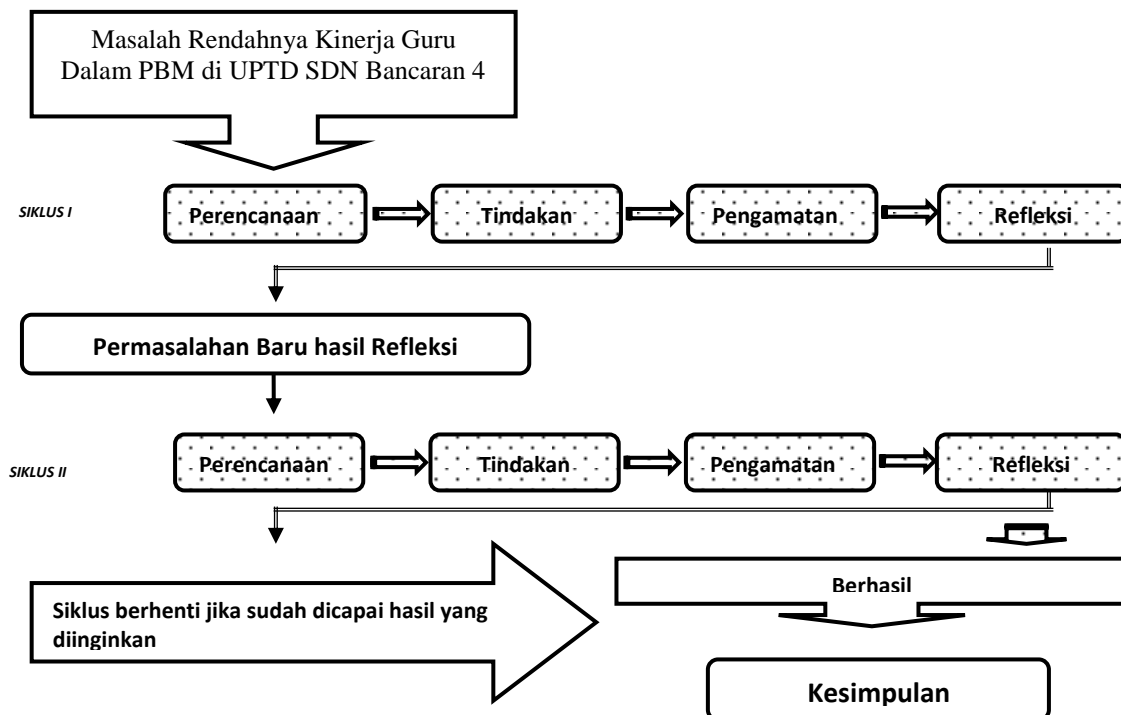 Masalah Rendahnya Kinerja Guru
Dalam PBM di UPTD SDN Bancaran 4
SIKLUS I
Perencanaan
Tindakan
Pengamatan
Refleksi
Permasalahan Baru hasil Refleksi
SIKLUS II
Perencanaan
Tindakan
Pengamatan
Refleksi
Siklus berhenti jika sudah dicapai hasil yang
diinginkan
Berhasil
Kesimpulan